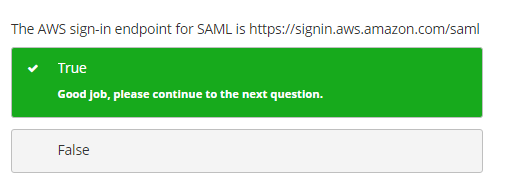 The AWS sign-in endpoint for SAML is https://signin.aws.amazon.com/saml
True
Good job, please continue to the next question.
False